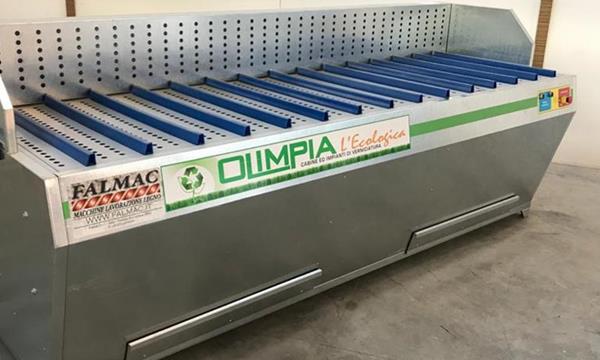 FALMAC
MACCHINE LAVORAZIONE LEGNO
WWW.FALMAC.IT
OLIMPIA L'Ecologica
CABINE ED IMPIANTI DI VERNICIATURA